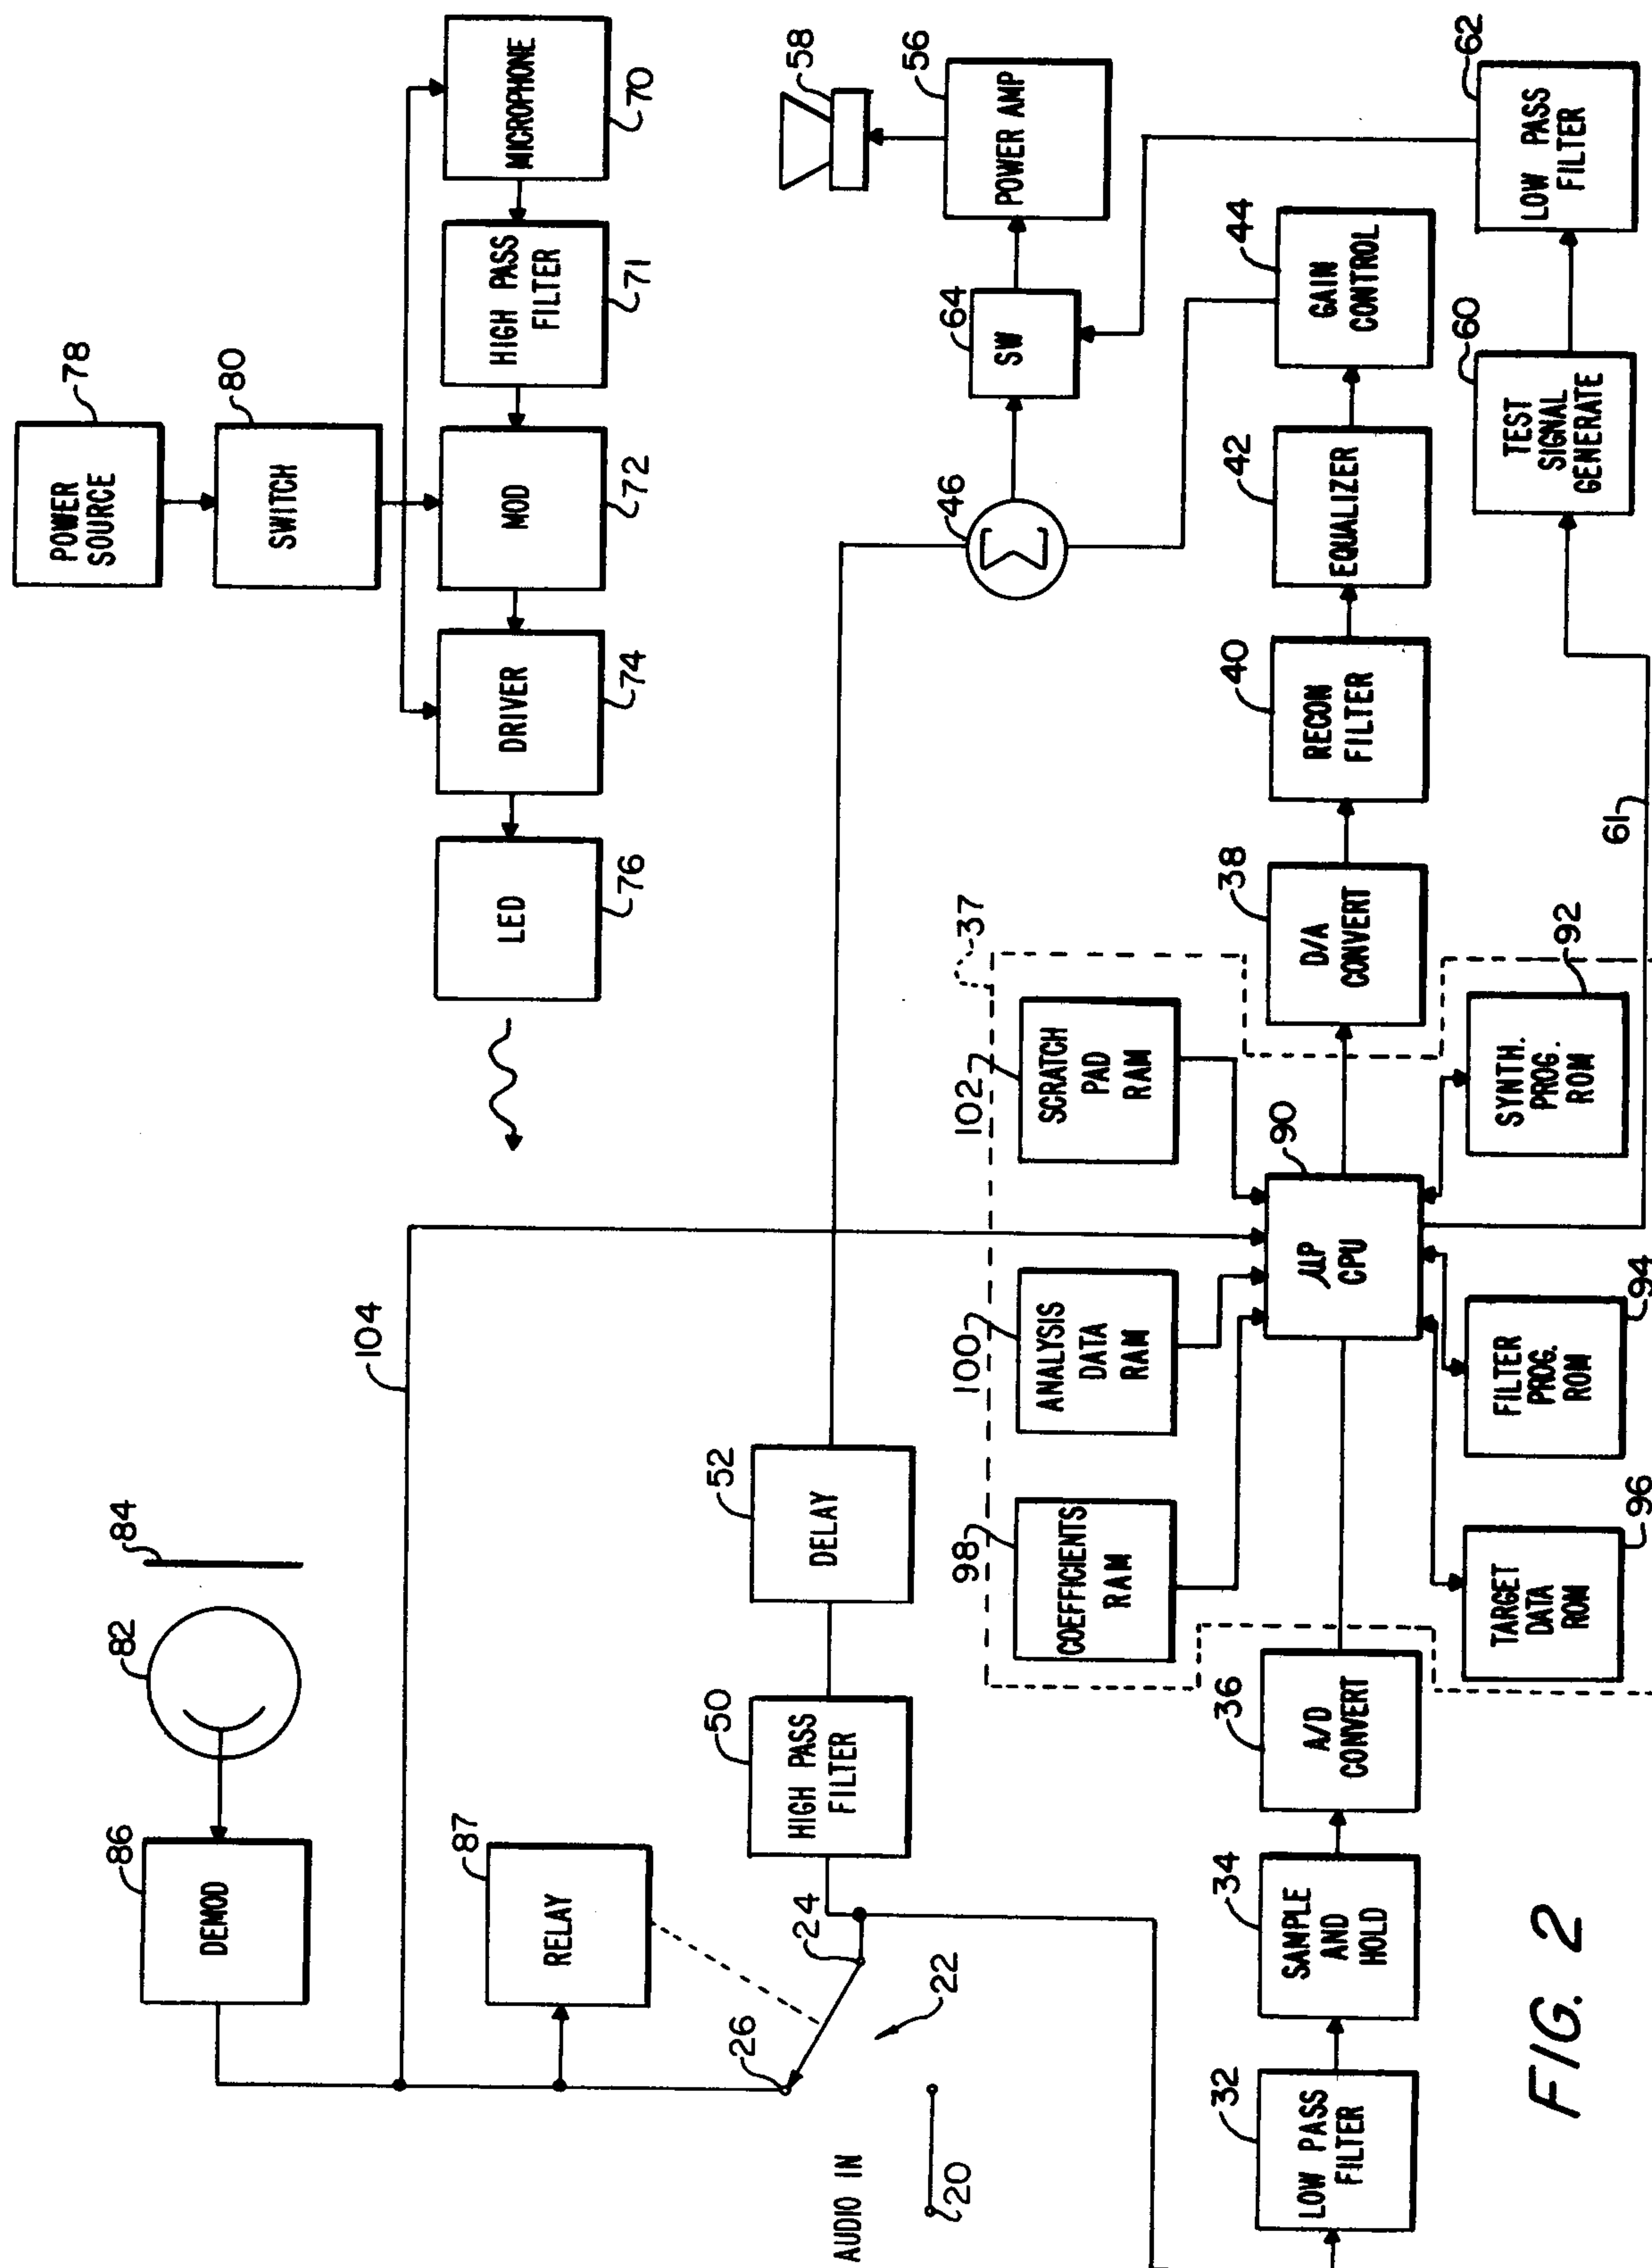 84
82
86
DEMOD
104
87
RELAY
26
24
22
AUDIO IN
20
50
HIGH PASS
FILTER
52
DELAY
78
POWER
SOURCE
80
SWITCH
76
LED
74
DRIVER
72
MOD
71
HIGH PASS
FILTER
70
MICROPHONE
46
Σ
64
SW
56
POWER AMP
58
37
98
COEFFICIENTS
RAM
100
ANALYSIS
DATA
RAM
102
SCRATCH
PAD
RAM
32
LOW PASS
FILTER
34
SAMPLE
AND
HOLD
36
A/D
CONVERT
90
μP
CPU
38
D/A
CONVERT
40
RECON
FILTER
42
EQUALIZER
44
GAIN
CONTROL
96
TARGET
DATA
ROM
94
FILTER
PROG.
ROM
92
SYNTH.
PROG.
ROM
61
60
TEST
SIGNAL
GENERATE
62
LOW PASS
FILTER
FIG. 2